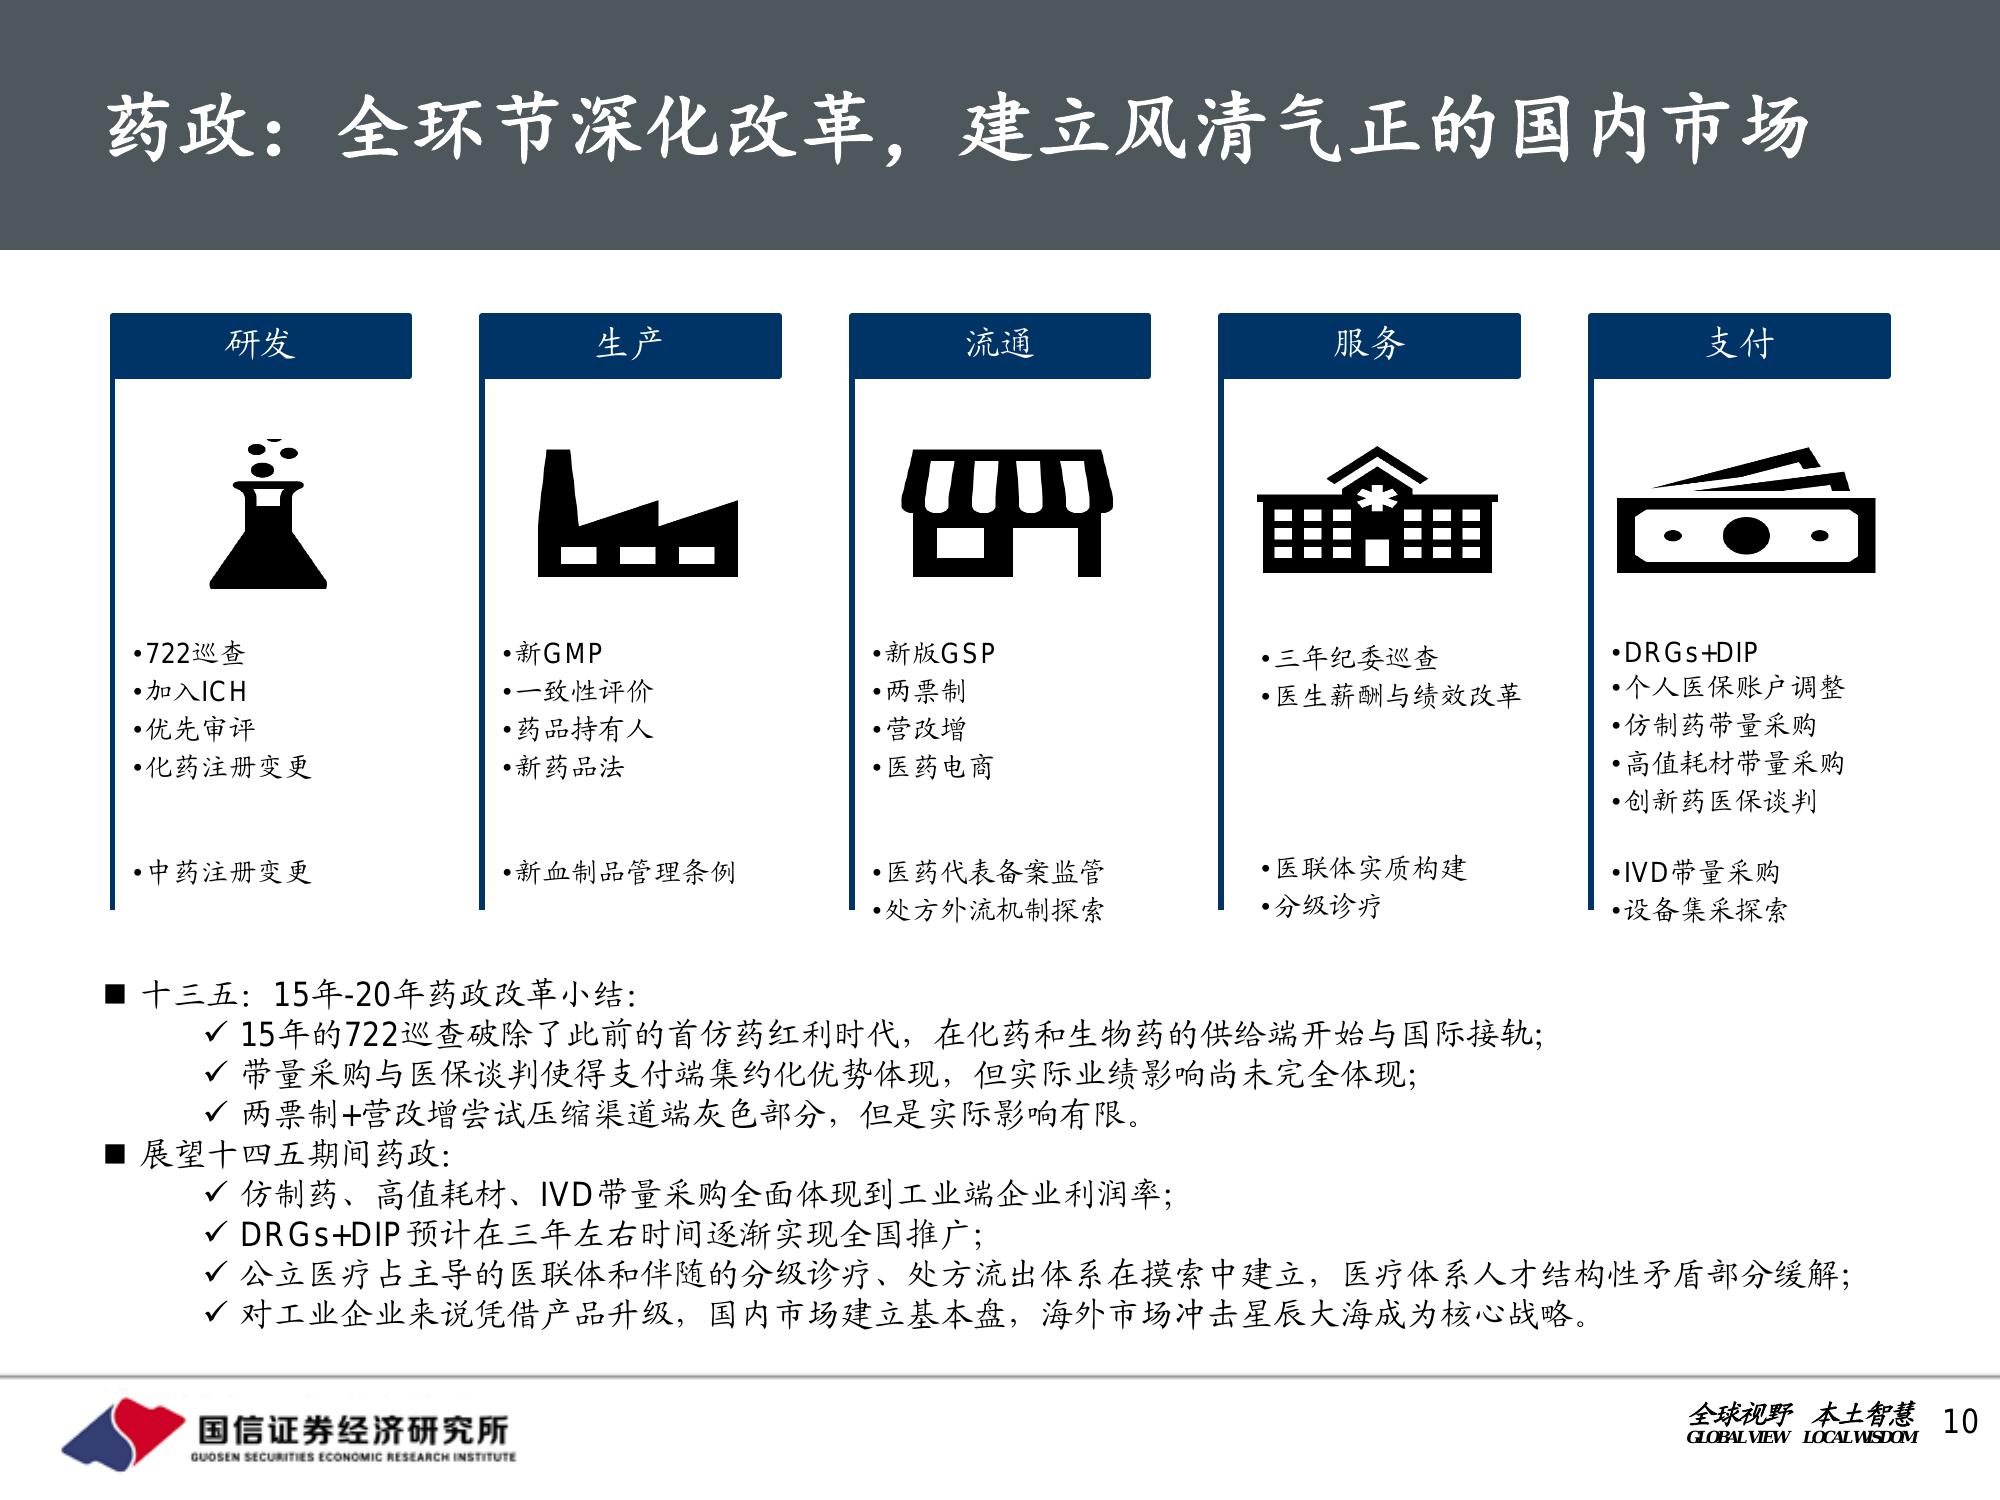 药政：全环节深化改革，建立风清气正的国内市场
研发
•722巡查
•加入ICH
•优先审评
•化药注册变更
•中药注册变更
生产
•新GMP
•一致性评价
•药品持有人
•新药品法
•新血制品管理条例
流通
•新版GSP
•两票制
•营改增
•医药电商
•医药代表备案监管
•处方外流机制探索
服务
•三年纪委巡查
•医生薪酬与绩效改革
•医联体实质构建
•分级诊疗
支付
•DRGs+DIP
•个人医保账户调整
•仿制药带量采购
•高值耗材带量采购
•创新药医保谈判
•IVD带量采购
•设备集采探索
■ 十三五：15年-20年药政改革小结：
✓ 15年的722巡查破除了此前的首仿药红利时代，在化药和生物药的供给端开始与国际接轨；
✓ 带量采购与医保谈判使得支付端集约化优势体现，但实际业绩影响尚未完全体现；
✓ 两票制+营改增尝试压缩渠道端灰色部分，但是实际影响有限。
■ 展望十四五期间药政：
✓ 仿制药、高值耗材、IVD带量采购全面体现到工业端企业利润率；
✓ DRGs+DIP预计在三年左右时间逐渐实现全国推广；
✓ 公立医疗占主导的医联体和伴随的分级诊疗、处方流出体系在摸索中建立，医疗体系人才结构性矛盾部分缓解；
✓ 对工业企业来说凭借产品升级，国内市场建立基本盘，海外市场冲击星辰大海成为核心战略。
国信证券经济研究所
GUOSEN SECURITIES ECONOMIC RESEARCH INSTITUTE
全球视野 本土智慧
GLOBAL VIEW LOCAL WISDOM
10